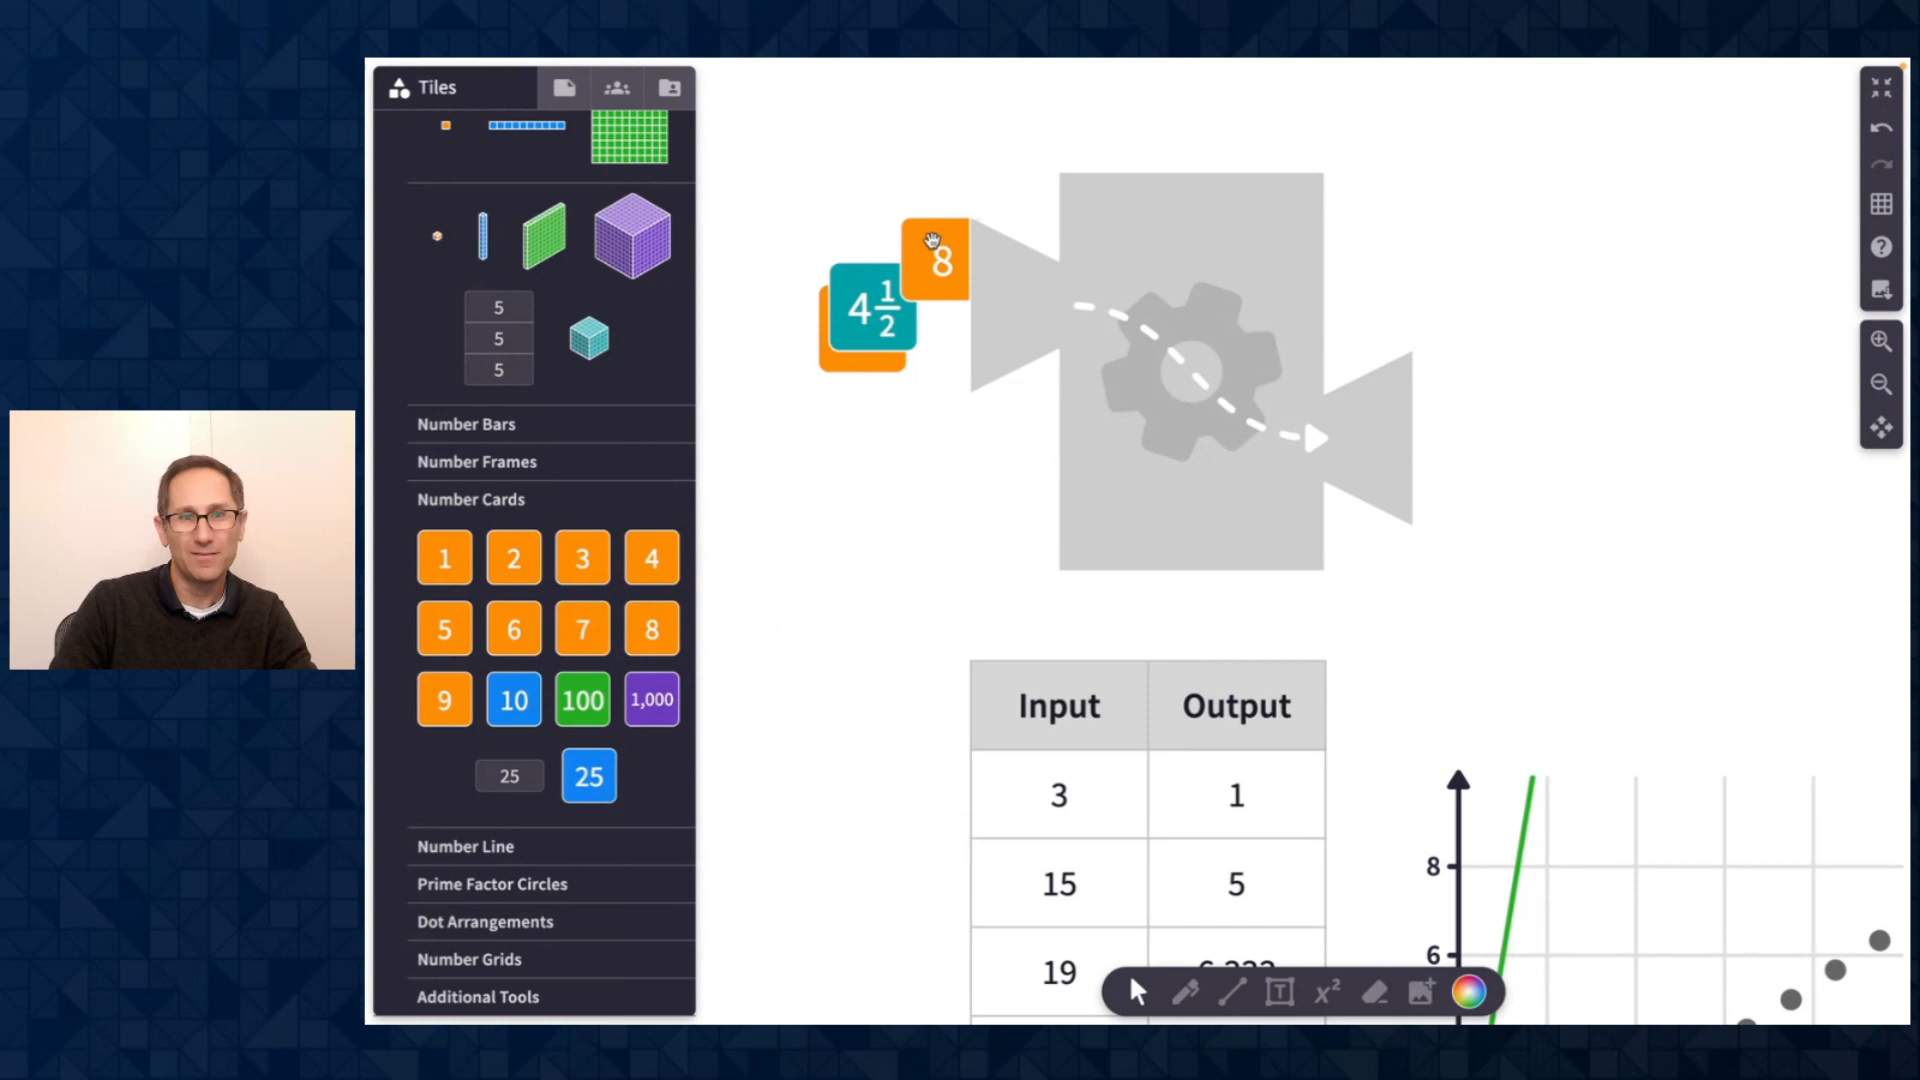 Tiles
5
5
5
Number Bars
Number Frames
Number Cards
1 2 3 4
5 6 7 8
9 10 100 1,000
25 25
Number Line
Prime Factor Circles
Dot Arrangements
Number Grids
Additional Tools
8
4 1/2
Input Output
3 1
15 5
19
8
6
T
x²
?